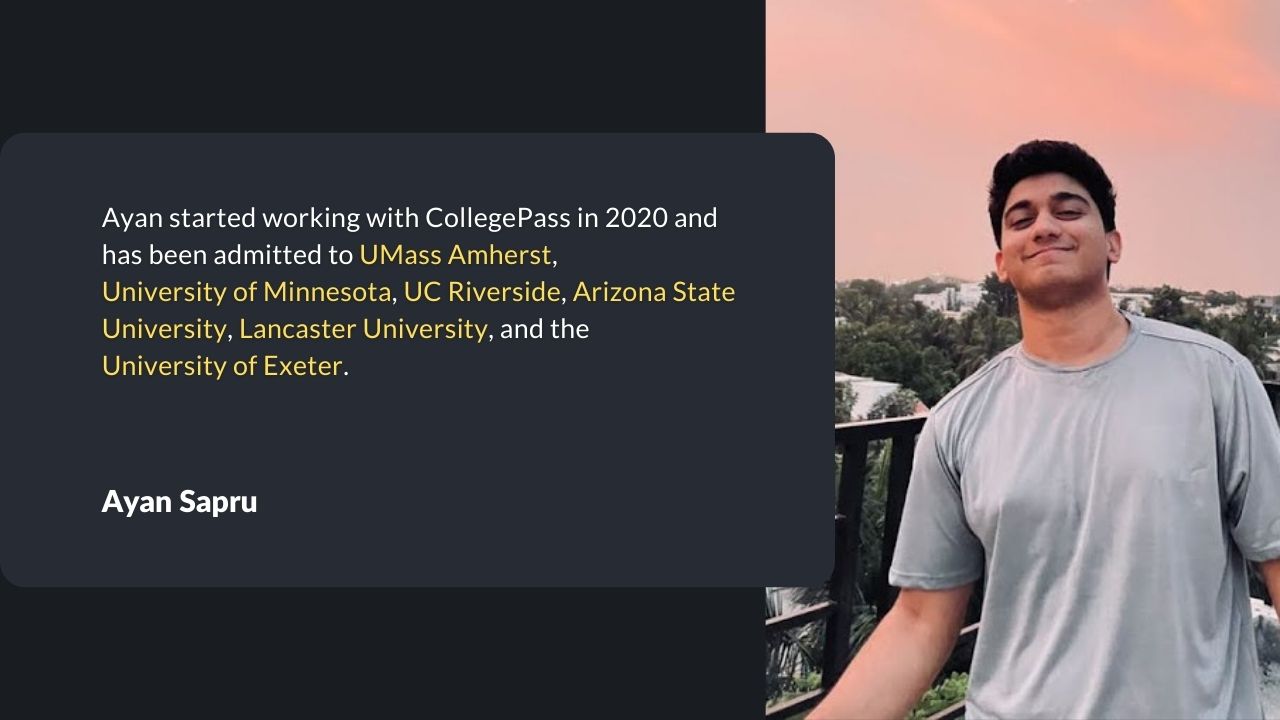 Ayan started working with CollegePass in 2020 and
has been admitted to UMass Amherst,
University of Minnesota, UC Riverside, Arizona State
University, Lancaster University, and the
University of Exeter.
Ayan Sapru